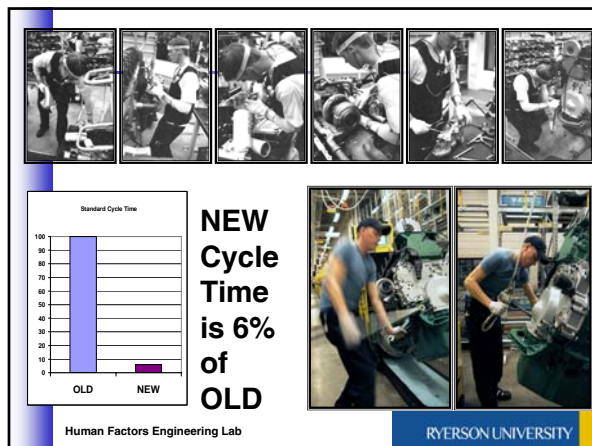 Standard Cycle Time
100
90
80
70
60
50
40
30
20
10
0
OLD NEW
NEW
Cycle
Time
is 6%
of
OLD
Human Factors Engineering Lab
RYERSON UNIVERSITY